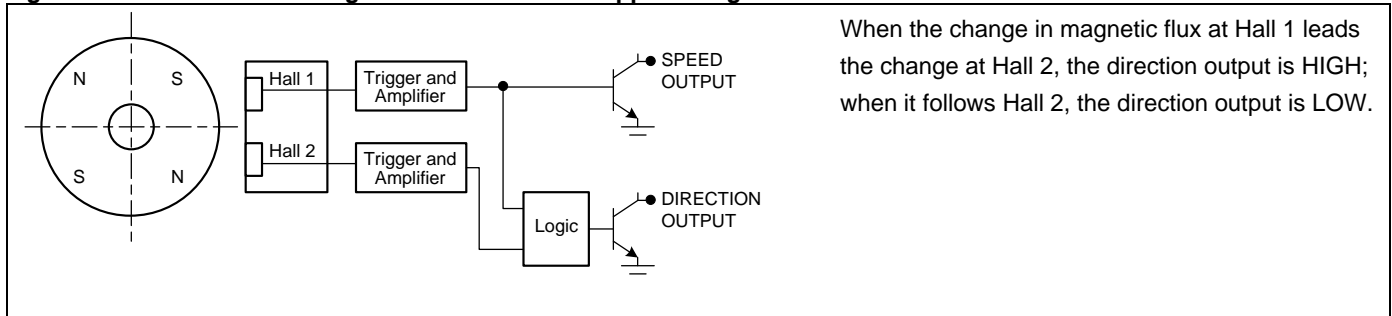 When the change in magnetic flux at Hall 1 leads
the change at Hall 2, the direction output is HIGH;
when it follows Hall 2, the direction output is LOW.
N
S
S
N
Hall 1
Hall 2
Trigger and
Amplifier
Trigger and
Amplifier
Logic
SPEED
OUTPUT
DIRECTION
OUTPUT